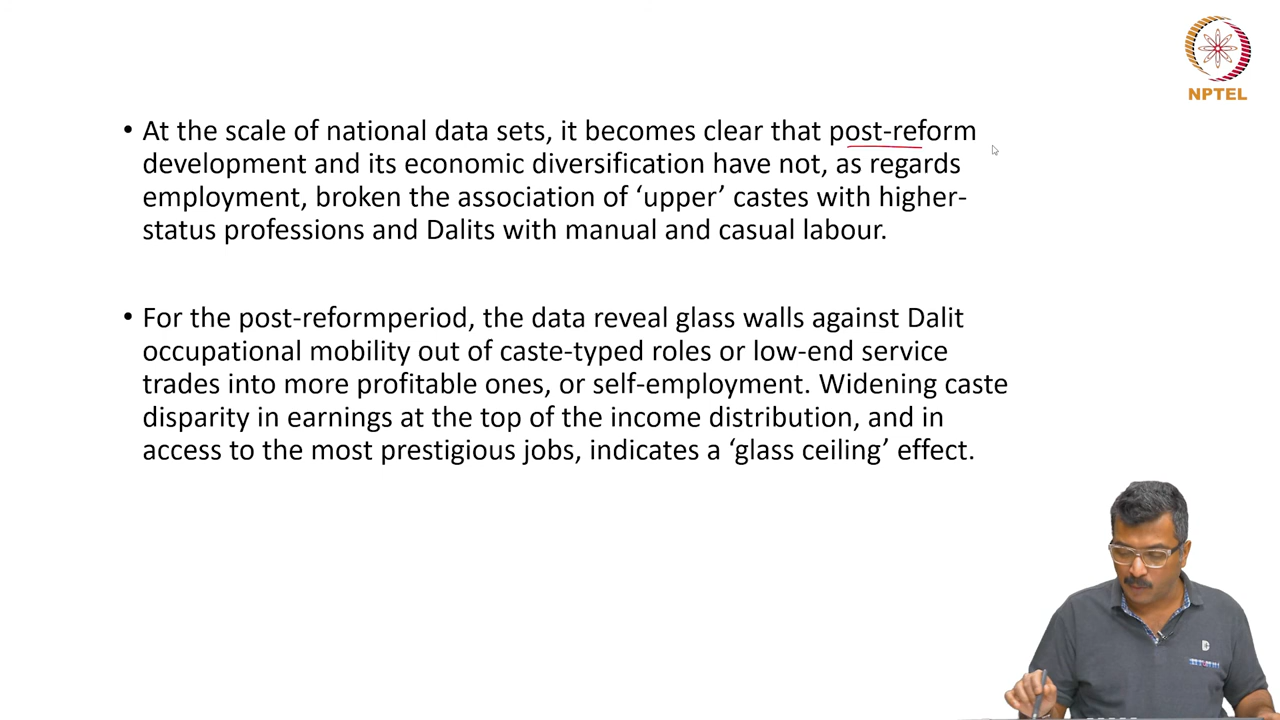 NPTEL
• At the scale of national data sets, it becomes clear that post-reform
development and its economic diversification have not, as regards
employment, broken the association of ‘upper’ castes with higher-
status professions and Dalits with manual and casual labour.
• For the post-reformperiod, the data reveal glass walls against Dalit
occupational mobility out of caste-typed roles or low-end service
trades into more profitable ones, or self-employment. Widening caste
disparity in earnings at the top of the income distribution, and in
access to the most prestigious jobs, indicates a ‘glass ceiling’ effect.